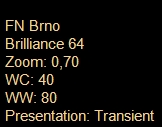 FN Brno
Brilliance 64
Zoom: 0,70
WC: 40
WW: 80
Presentation: Transient